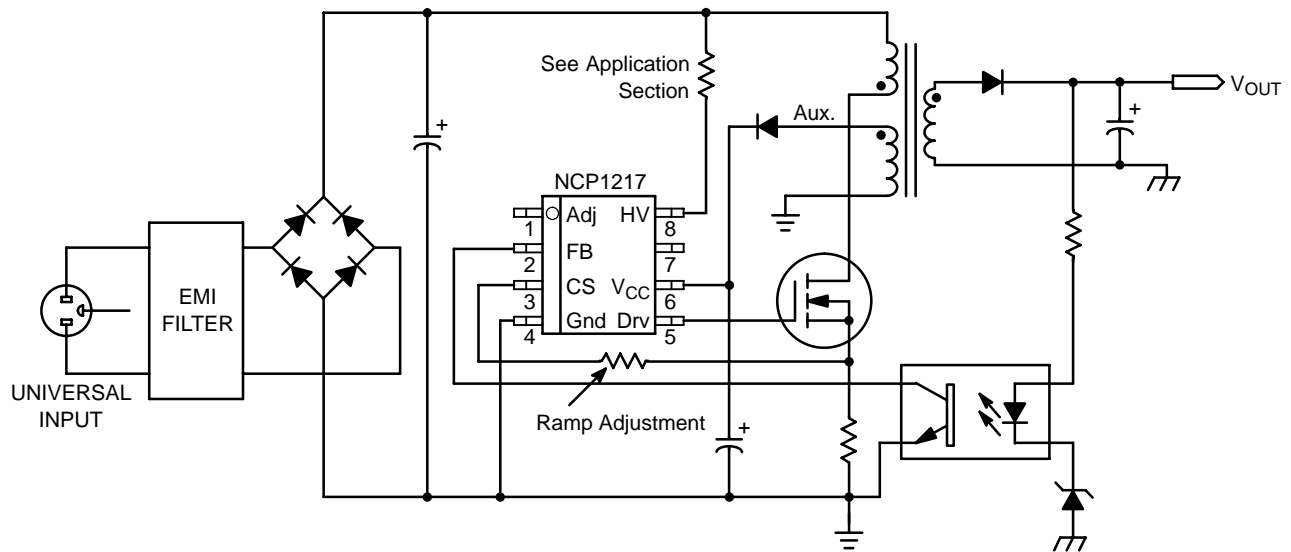 See Application
Section
Aux.
+
V_OUT
+
NCP1217
1
Adj
HV
8
2
FB
7
3
CS
V_CC
6
4
Gnd
Drv
5
EMI
FILTER
UNIVERSAL
INPUT
Ramp Adjustment
+